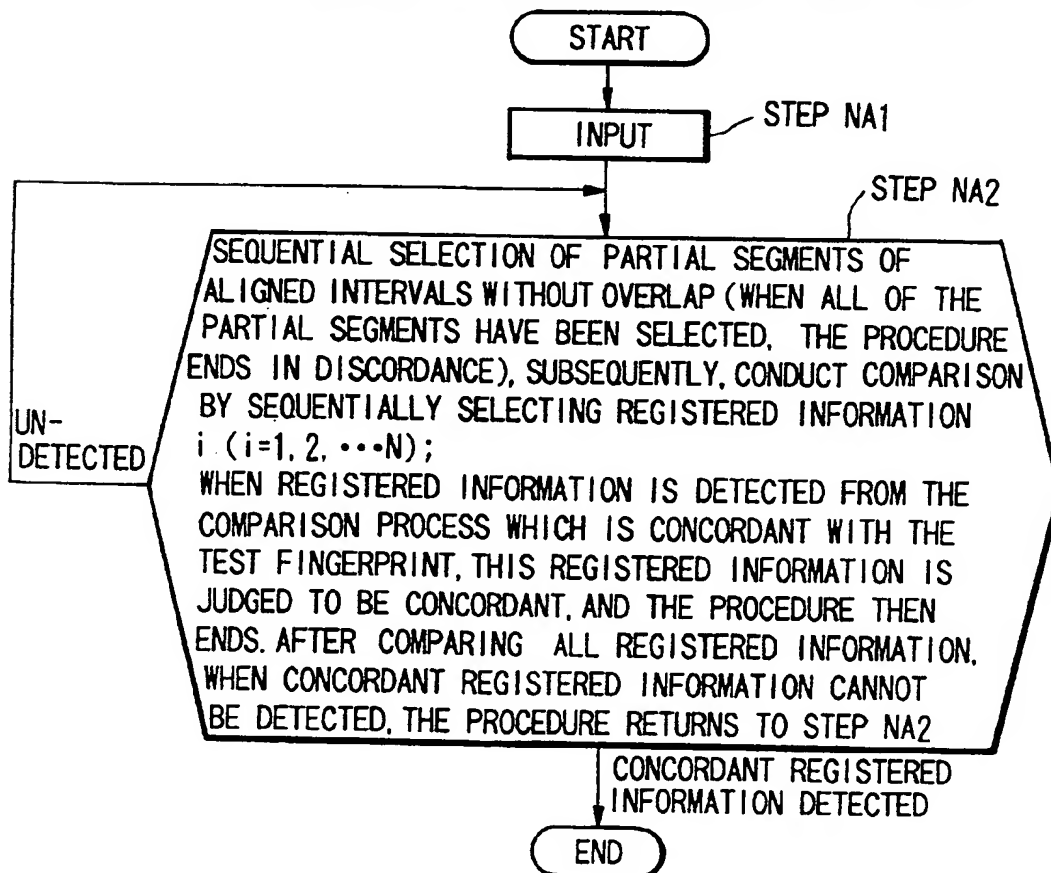 START
INPUT
STEP NA1
STEP NA2
SEQUENTIAL SELECTION OF PARTIAL SEGMENTS OF
ALIGNED INTERVALS WITHOUT OVERLAP (WHEN ALL OF THE
PARTIAL SEGMENTS HAVE BEEN SELECTED, THE PROCEDURE
ENDS IN DISCORDANCE), SUBSEQUENTLY, CONDUCT COMPARISON
BY SEQUENTIALLY SELECTING REGISTERED INFORMATION
i (i=1, 2, •••N);
WHEN REGISTERED INFORMATION IS DETECTED FROM THE
COMPARISON PROCESS WHICH IS CONCORDANT WITH THE
TEST FINGERPRINT, THIS REGISTERED INFORMATION IS
JUDGED TO BE CONCORDANT, AND THE PROCEDURE THEN
ENDS. AFTER COMPARING ALL REGISTERED INFORMATION,
WHEN CONCORDANT REGISTERED INFORMATION CANNOT
BE DETECTED, THE PROCEDURE RETURNS TO STEP NA2
UN-
DETECTED
CONCORDANT REGISTERED
INFORMATION DETECTED
END